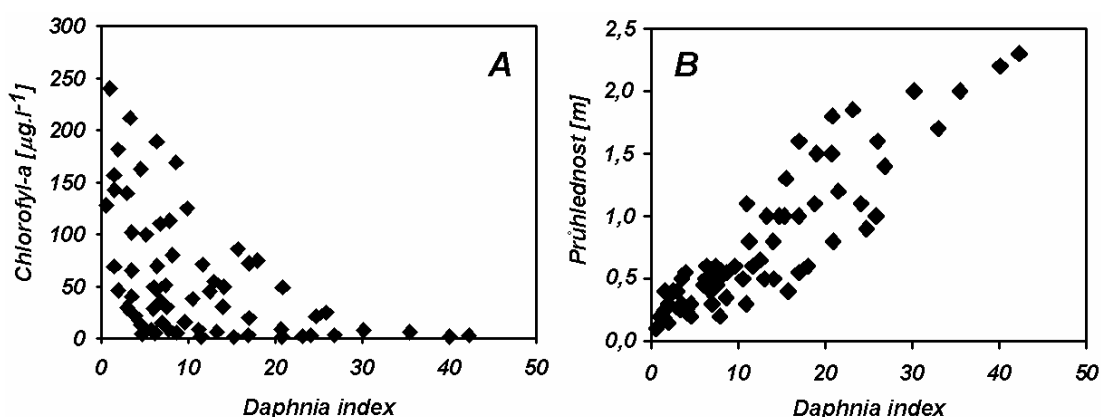 A
Chlorofyl-a [µg.l-1]
300
250
200
150
100
50
0
0 10 20 30 40 50
Daphnia index
B
Průhlednost [m]
2,5
2,0
1,5
1,0
0,5
0,0
0 10 20 30 40 50
Daphnia index